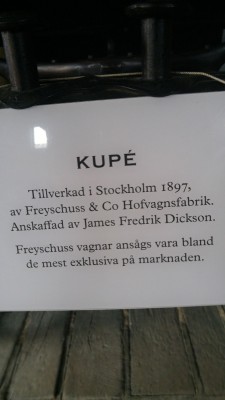 KUPÉ
Tillverkad i Stockholm 1897,
av Freyschuss & Co Hofvagnsfabrik.
Anskaffad av James Fredrik Dickson.
Freyschuss vagnar ansågs vara bland
de mest exklusiva på marknaden.